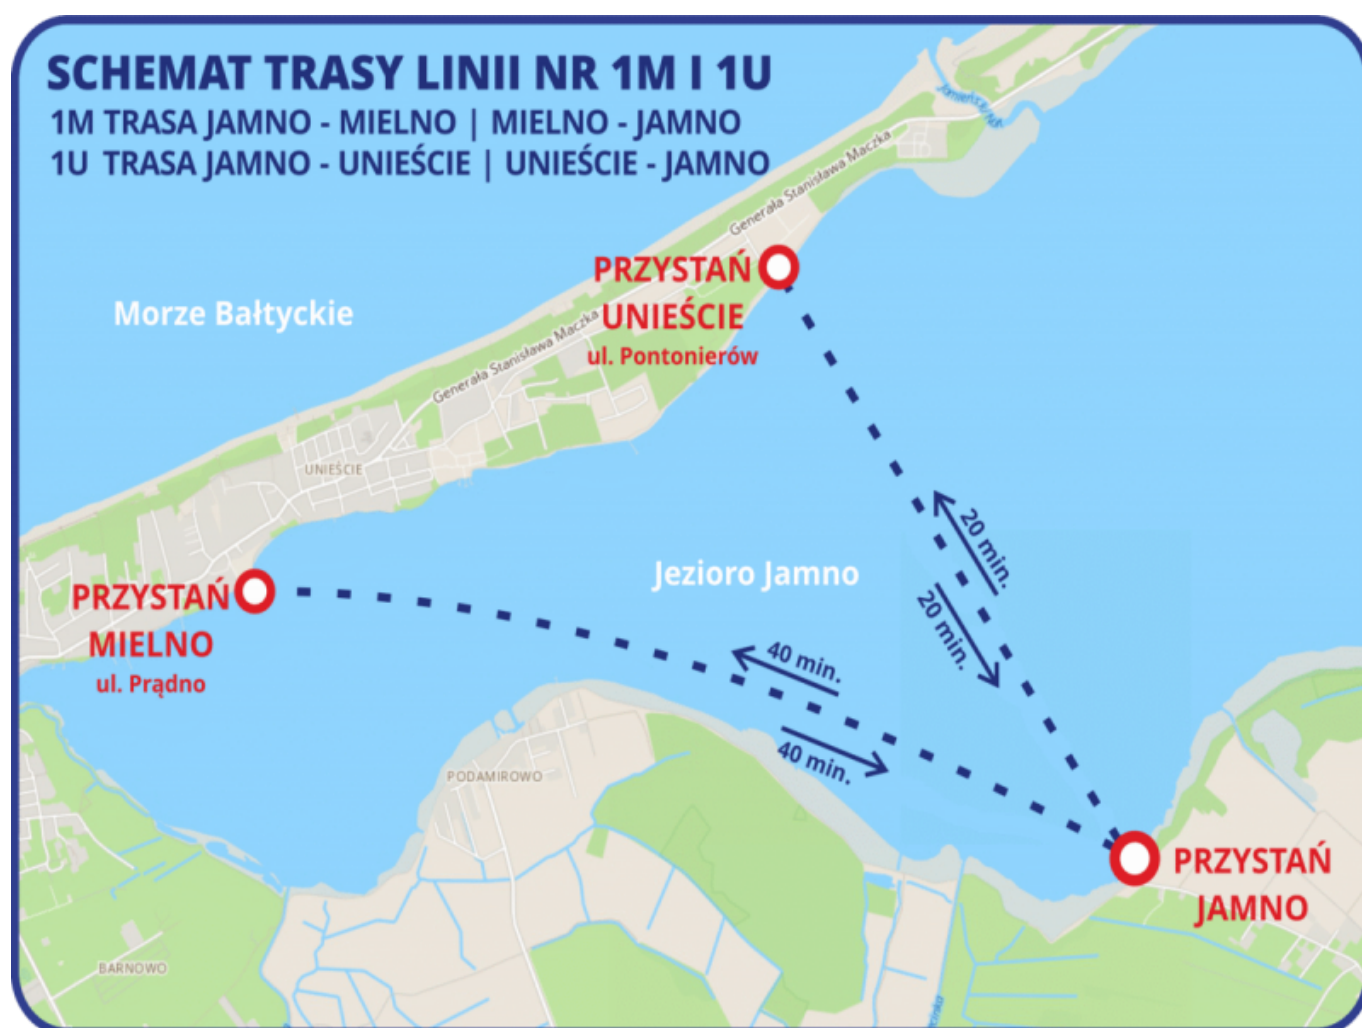 SCHEMAT TRASY LINII NR 1M I 1U
1M TRASA JAMNO - MIELNO | MIELNO - JAMNO
1U TRASA JAMNO - UNIEŚCIE | UNIEŚCIE - JAMNO
Generała Stanisława Maczka
PRZYSTAŃ
UNIEŚCIE
ul. Pontonierów
Morze Bałtyckie
Generała Stanisława Maczka
UNIEŚCIE
20 min.
20 min.
Jezioro Jamno
PRZYSTAŃ
MIELNO
ul. Prądno
40 min.
40 min.
PODAMIROWO
PRZYSTAŃ
JAMNO
BARNOWO